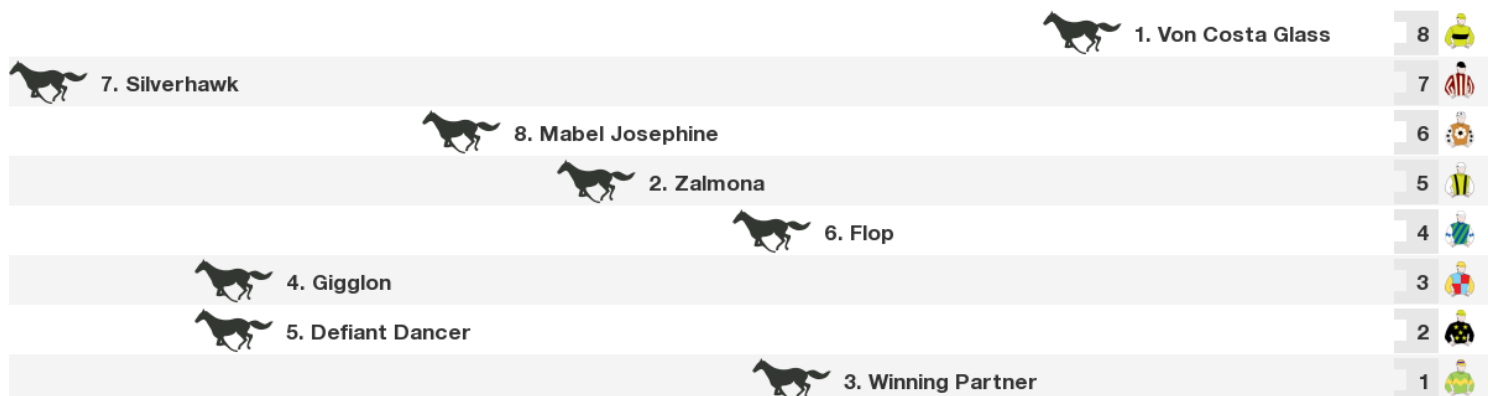 1. Von Costa Glass 8
7. Silverhawk 7
8. Mabel Josephine 6
2. Zalmona 5
6. Flop 4
4. Gigglon 3
5. Defiant Dancer 2
3. Winning Partner 1